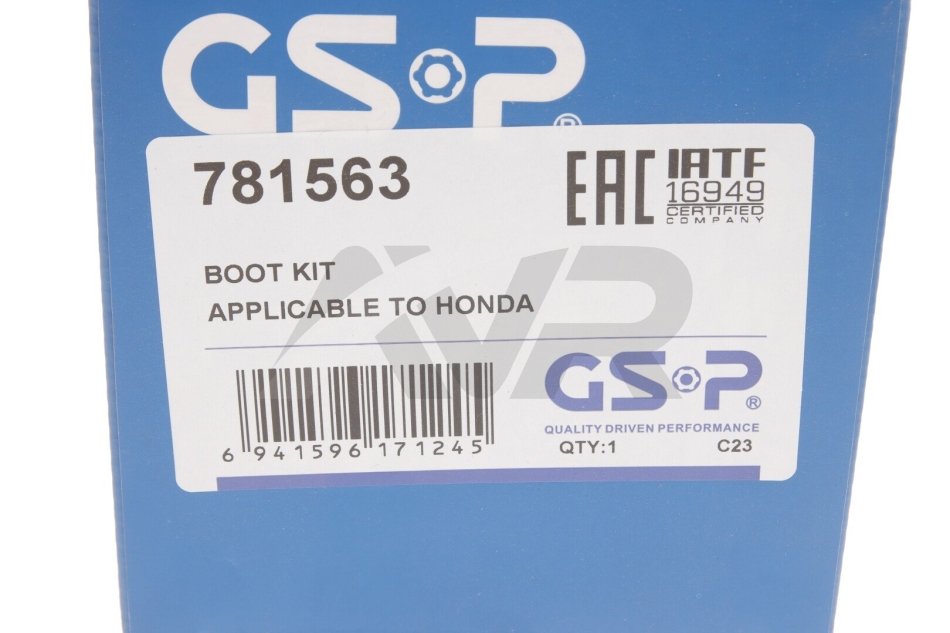 GSP®
781563
EAC
IATF
16949
CERTIFIED
COMPANY
BOOT KIT
APPLICABLE TO HONDA
6 941596 171245
GSP®
QUALITY DRIVEN PERFORMANCE
QTY:1 C23